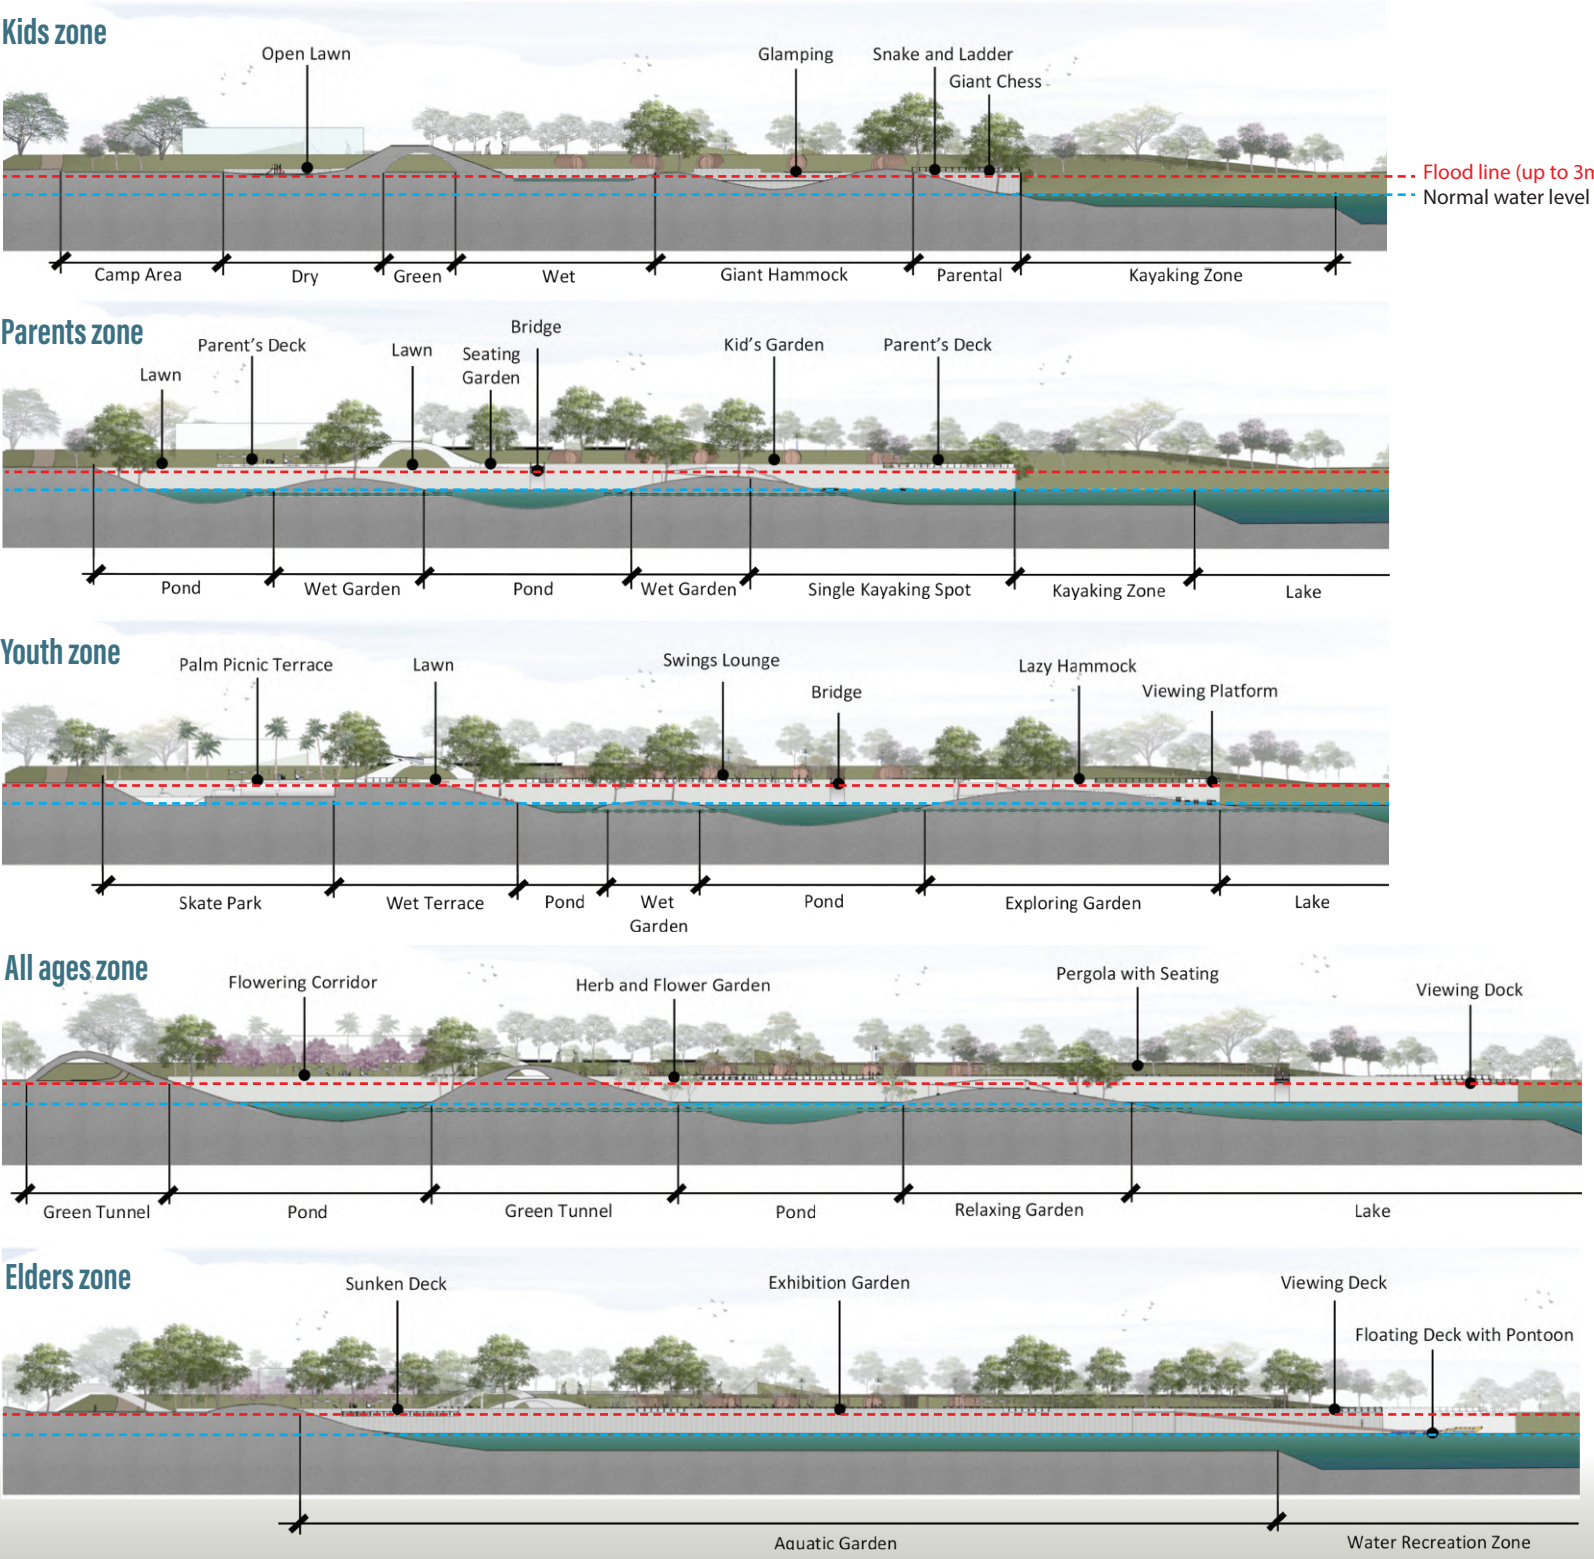 Kids zone
Open Lawn
Glamping
Snake and Ladder
Giant Chess
Flood line (up to 3m
Normal water level
Camp Area
Dry
Green
Wet
Giant Hammock
Parental
Kayaking Zone
Parents zone
Lawn
Parent's Deck
Lawn
Seating
Garden
Bridge
Kid's Garden
Parent's Deck
Pond
Wet Garden
Pond
Wet Garden
Single Kayaking Spot
Kayaking Zone
Lake
Youth zone
Palm Picnic Terrace
Lawn
Swings Lounge
Bridge
Lazy Hammock
Viewing Platform
Skate Park
Wet Terrace
Pond
Wet
Garden
Pond
Exploring Garden
Lake
All ages zone
Flowering Corridor
Herb and Flower Garden
Pergola with Seating
Viewing Dock
Green Tunnel
Pond
Green Tunnel
Pond
Relaxing Garden
Lake
Elders zone
Sunken Deck
Exhibition Garden
Viewing Deck
Floating Deck with Pontoon
Aquatic Garden
Water Recreation Zone